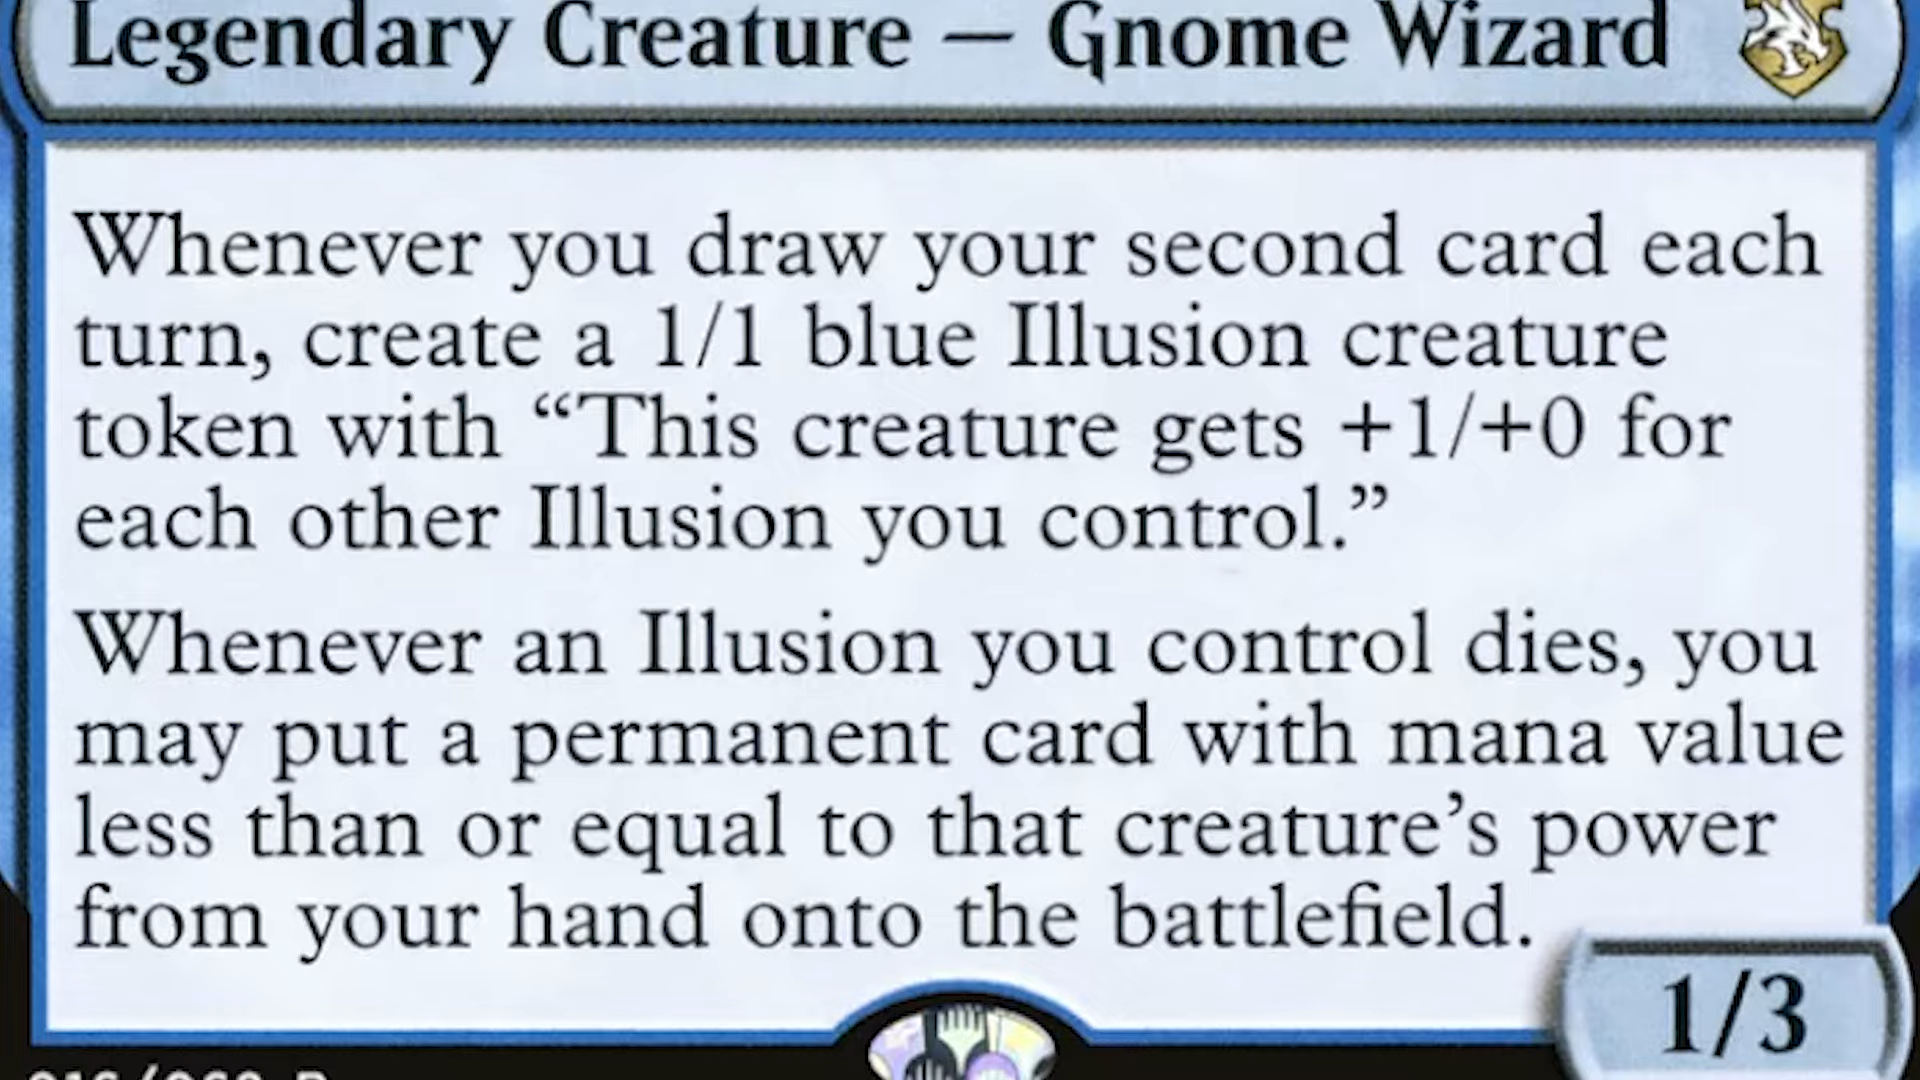 Legendary Creature — Gnome Wizard
Whenever you draw your second card each
turn, create a 1/1 blue Illusion creature
token with “This creature gets +1/+0 for
each other Illusion you control.”
Whenever an Illusion you control dies, you
may put a permanent card with mana value
less than or equal to that creature’s power
from your hand onto the battlefield.
1/3